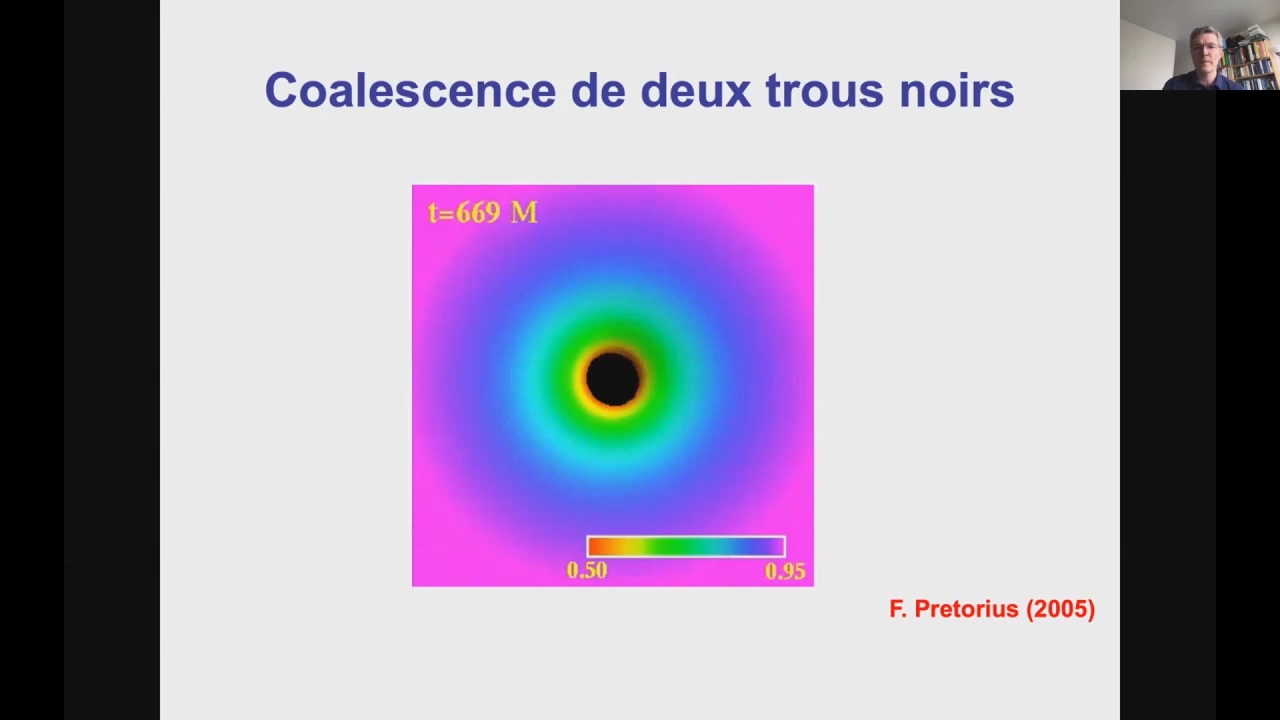 Coalescence de deux trous noirs
t=669 M
0.50
0.95
F. Pretorius (2005)